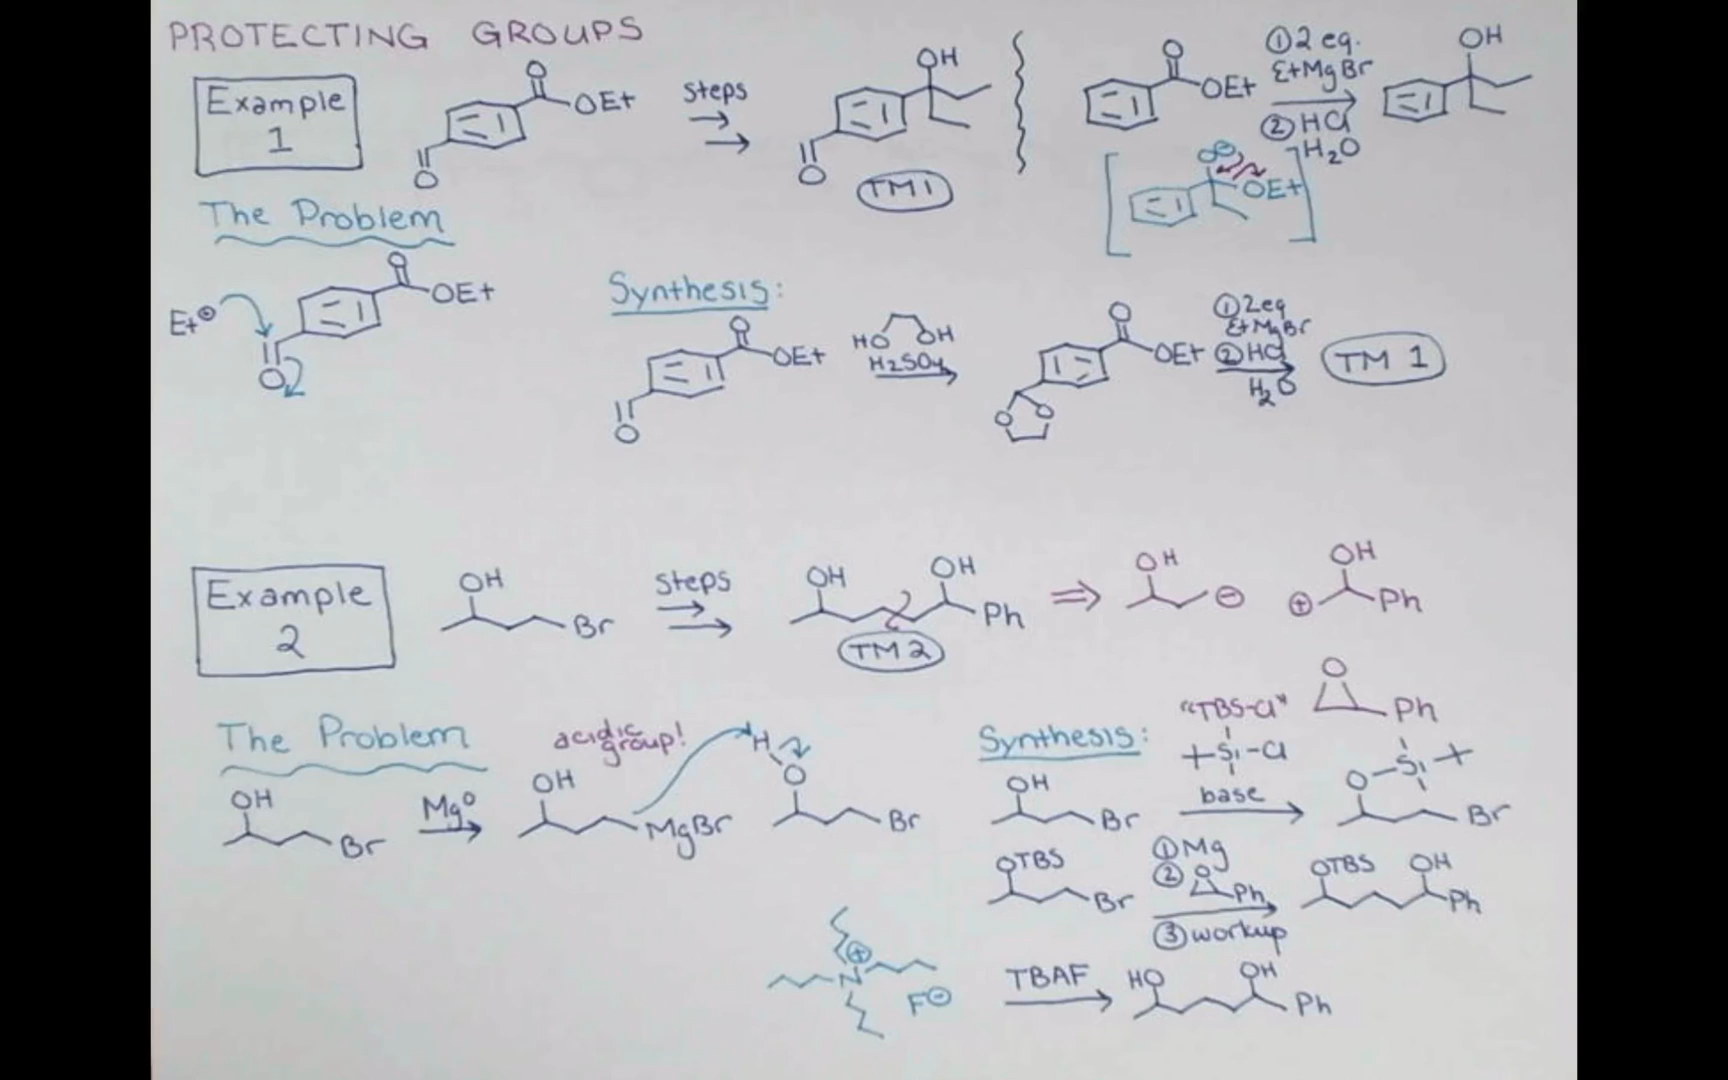 PROTECTING GROUPS
Example
1
O
OEt
O
steps
OH
O
TM1
O
OEt
① 2 eq.
EtMgBr
② HCl
H₂O
OH
O⊖
OEt
The Problem
Et⊖
O
OEt
O
Synthesis:
O
OEt
O
HO OH
H₂SO₄
O
OEt
O O
① 2eq
EtMgBr
② HCl
H₂O
TM 1
Example
2
OH
Br
steps
OH OH
Ph
TM 2
⇒
OH
⊖
⊕
OH
Ph
The Problem
OH
Br
Mg⁰
acidic
group!
OH
MgBr
H
O
Br
Synthesis:
OH
Br
"TBS-Cl"
Si-Cl
base
O
Ph
O-Si
Br
OTBS
Br
① Mg
② O
Ph
③ workup
OTBS OH
Ph
N⊕
F⊖
TBAF
HO OH
Ph